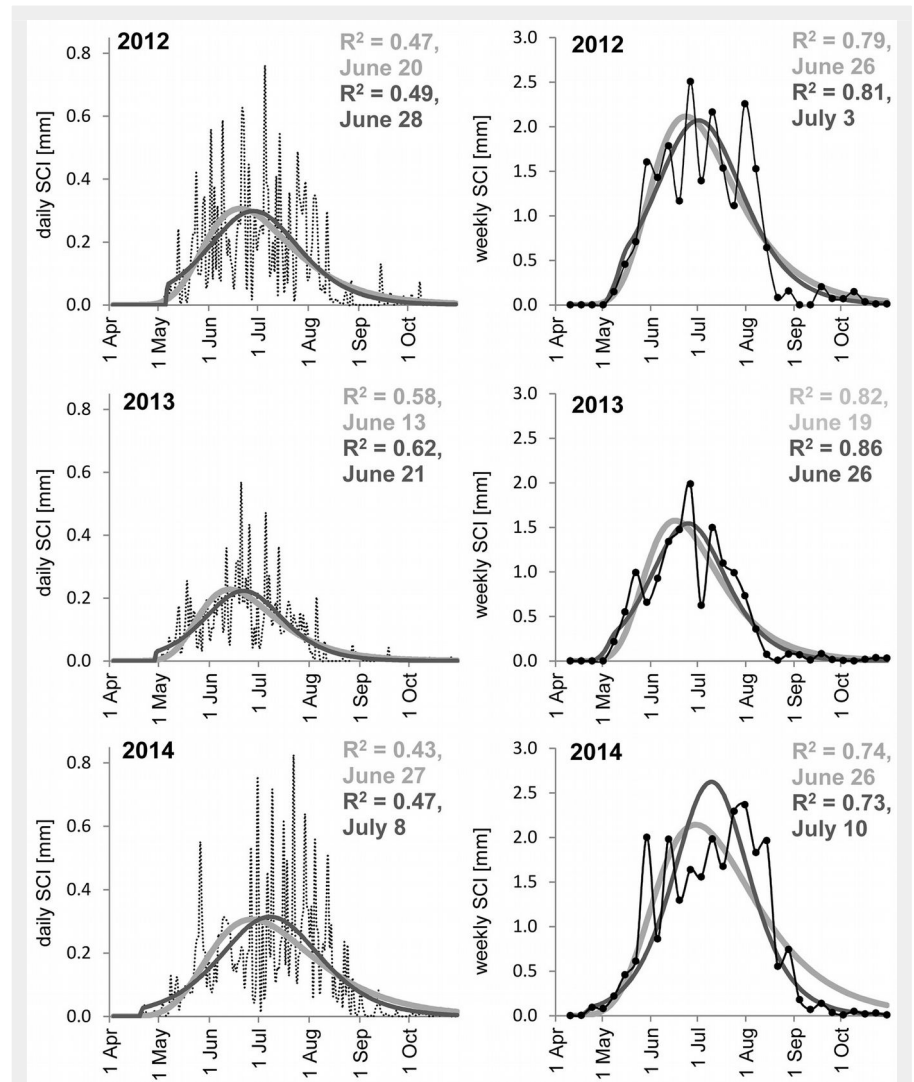 2012
R² = 0.47,
June 20
R² = 0.49,
June 28
daily SCI [mm]
0.8
0.6
0.4
0.2
0.0
1 Apr
1 May
1 Jun
1 Jul
1 Aug
1 Sep
1 Oct
2012
R² = 0.79,
June 26
R² = 0.81,
July 3
weekly SCI [mm]
3.0
2.5
2.0
1.5
1.0
0.5
0.0
1 Apr
1 May
1 Jun
1 Jul
1 Aug
1 Sep
1 Oct
2013
R² = 0.58,
June 13
R² = 0.62,
June 21
daily SCI [mm]
0.8
0.6
0.4
0.2
0.0
1 Apr
1 May
1 Jun
1 Jul
1 Aug
1 Sep
1 Oct
2013
R² = 0.82,
June 19
R² = 0.86
June 26
weekly SCI [mm]
3.0
2.5
2.0
1.5
1.0
0.5
0.0
1 Apr
1 May
1 Jun
1 Jul
1 Aug
1 Sep
1 Oct
2014
R² = 0.43,
June 27
R² = 0.47,
July 8
daily SCI [mm]
0.8
0.6
0.4
0.2
0.0
1 Apr
1 May
1 Jun
1 Jul
1 Aug
1 Sep
1 Oct
2014
R² = 0.74,
June 26
R² = 0.73,
July 10
weekly SCI [mm]
3.0
2.5
2.0
1.5
1.0
0.5
0.0
1 Apr
1 May
1 Jun
1 Jul
1 Aug
1 Sep
1 Oct